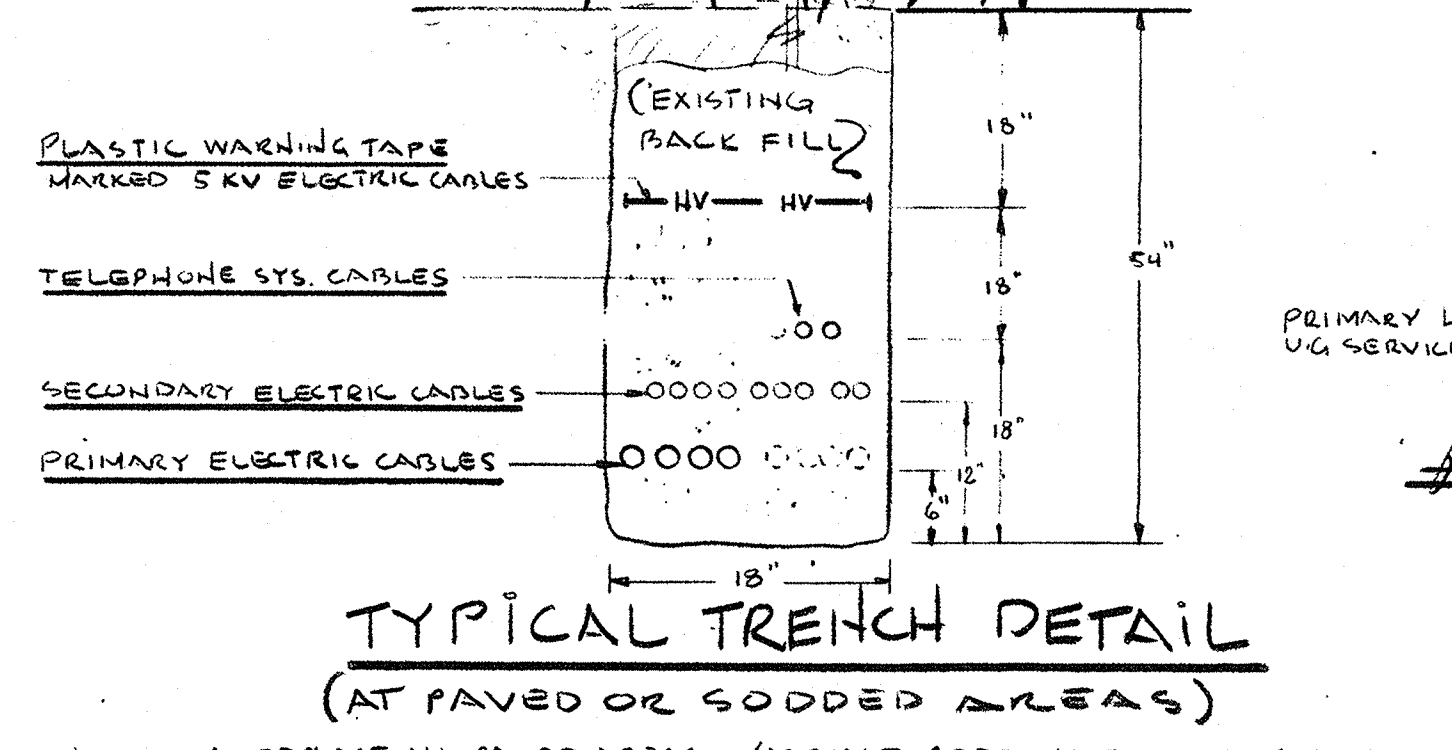 (EXISTING
BACK FILL)
18"
PLASTIC WARNING TAPE
MARKED 5 KV ELECTRIC CABLES
HV HV
54"
TELEPHONE SYS. CABLES
18"
PRIMARY
U.G SERVICE
SECONDARY ELECTRIC CABLES
18"
PRIMARY ELECTRIC CABLES
12"
6"
18"
TYPICAL TRENCH DETAIL
(AT PAVED OR SODDED AREAS)